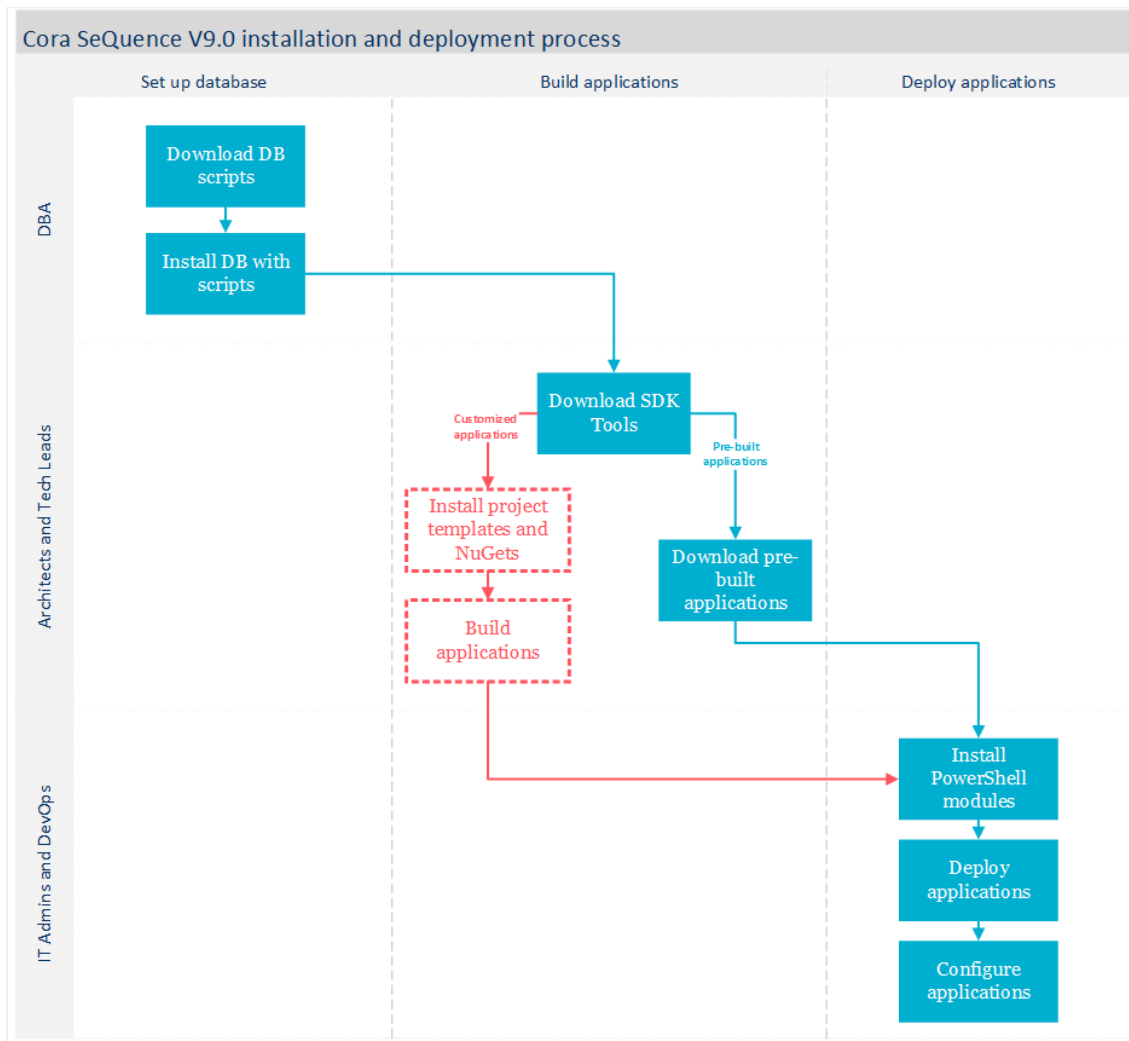 Cora SeQuence V9.0 installation and deployment process
Set up database
Build applications
Deploy applications
DBA
Download DB
scripts
Install DB with
scripts
Architects and Tech Leads
Download SDK
Tools
Customized
applications
Pre-built
applications
Install project
templates and
NuGets
Download pre-
built
applications
Build
applications
IT Admins and DevOps
Install
PowerShell
modules
Deploy
applications
Configure
applications